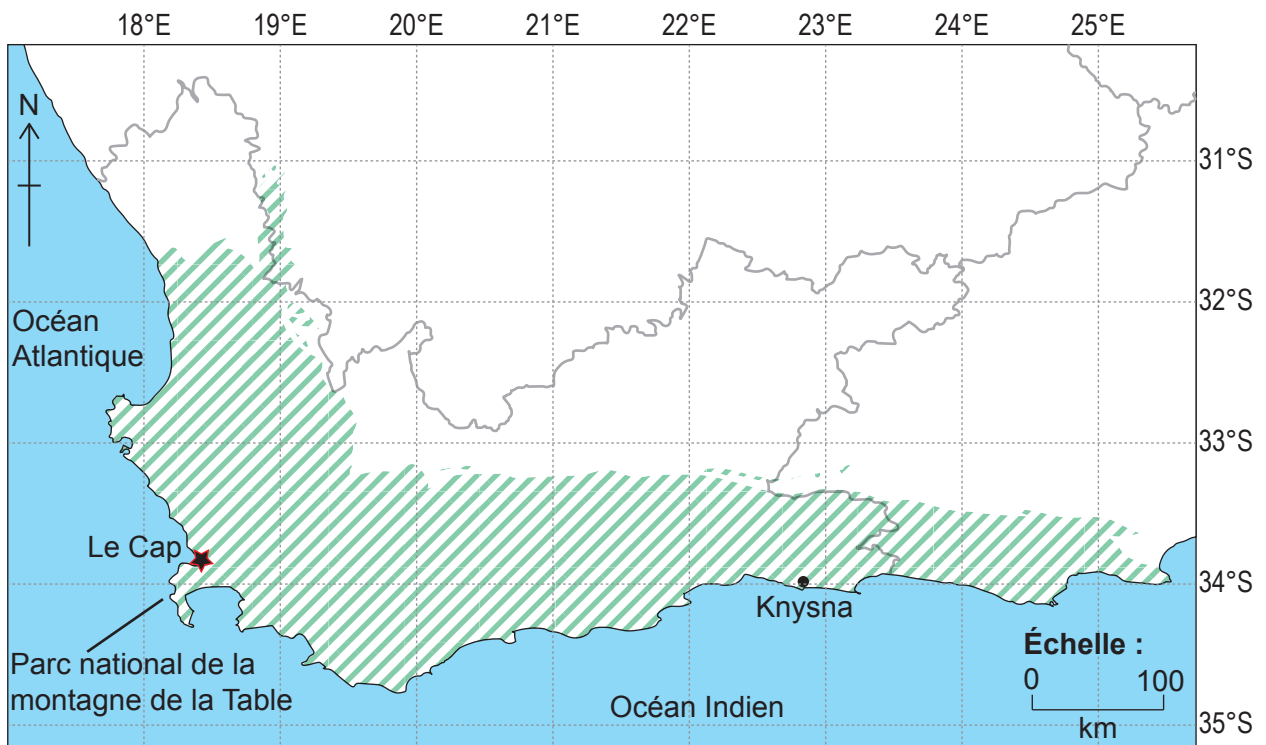 18°E 19°E 20°E 21°E 22°E 23°E 24°E 25°E
N
31°S
Océan
Atlantique
32°S
33°S
Le Cap
34°S
Knysna
Parc national de la
montagne de la Table
Échelle :
0 100
km
Océan Indien
35°S